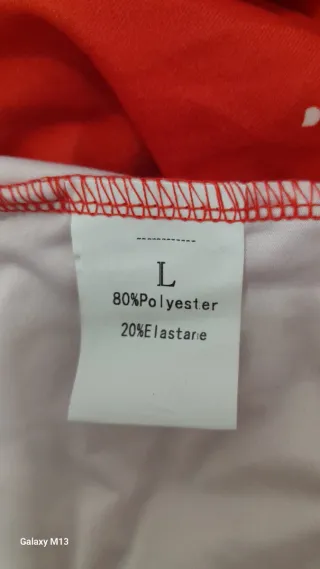 ------------
L
80%Polyester
20%Elastane
Galaxy M13